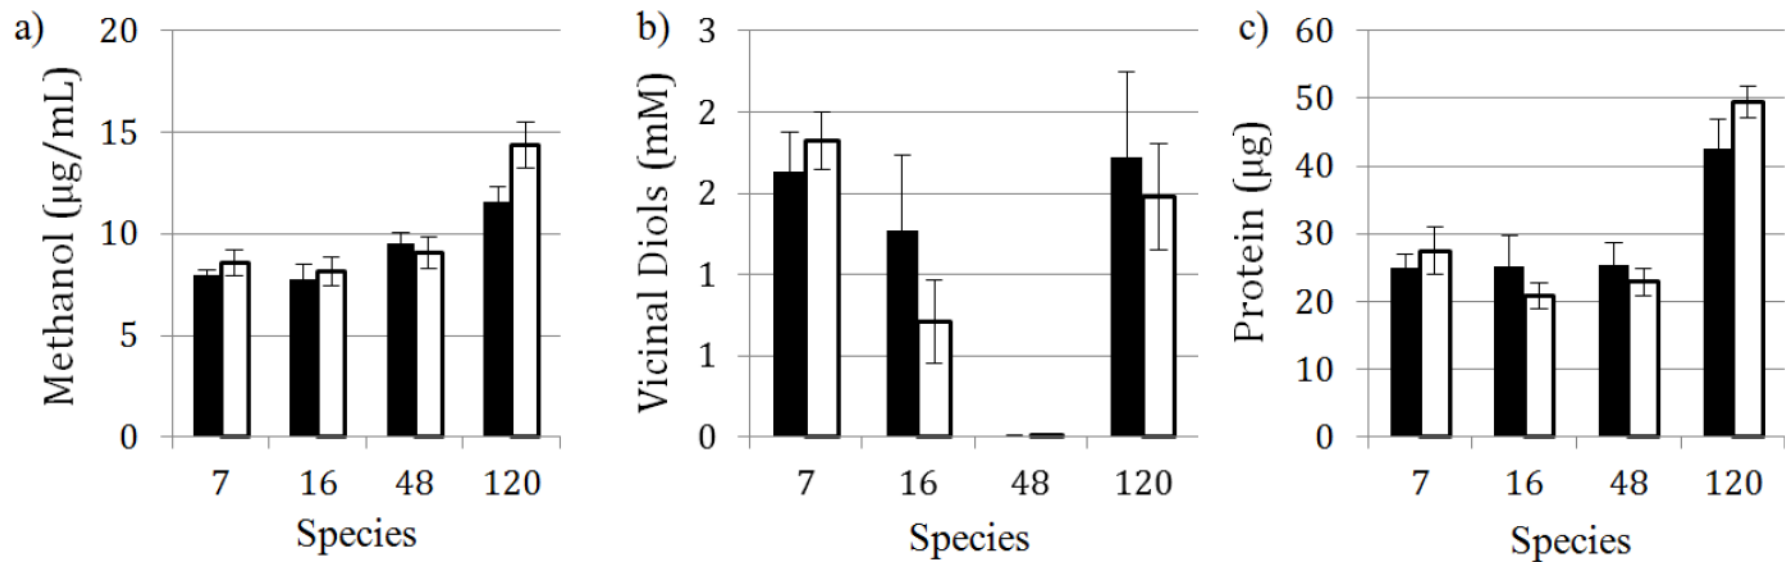 a)
Methanol (µg/mL)
20
15
10
5
0
7 16 48 120
Species
b)
Vicinal Diols (mM)
3
2
2
1
1
0
7 16 48 120
Species
c)
Protein (µg)
60
50
40
30
20
10
0
7 16 48 120
Species